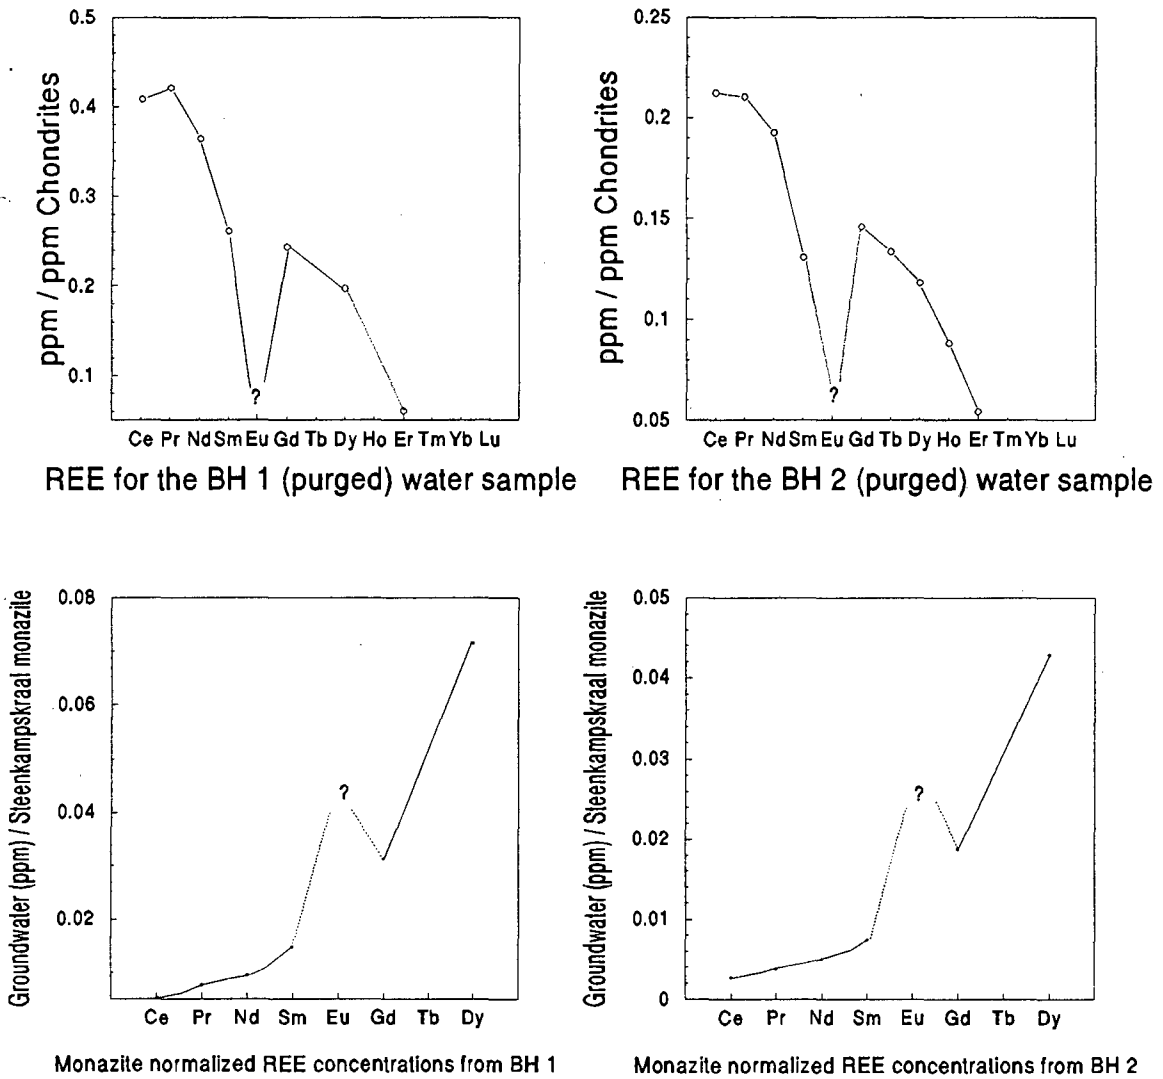 0.5
0.4
0.3
0.2
0.1
ppm / ppm Chondrites
?
Ce Pr Nd Sm Eu Gd Tb Dy Ho Er Tm Yb Lu
REE for the BH 1 (purged) water sample
0.25
0.2
0.15
0.1
0.05
ppm / ppm Chondrites
?
Ce Pr Nd Sm Eu Gd Tb Dy Ho Er Tm Yb Lu
REE for the BH 2 (purged) water sample
0.08
0.06
0.04
0.02
Groundwater (ppm) / Steenkampskraal monazite
?
Ce Pr Nd Sm Eu Gd Tb Dy
Monazite normalized REE concentrations from BH 1
0.05
0.04
0.03
0.02
0.01
0
Groundwater (ppm) / Steenkampskraal monazite
?
Ce Pr Nd Sm Eu Gd Tb Dy
Monazite normalized REE concentrations from BH 2